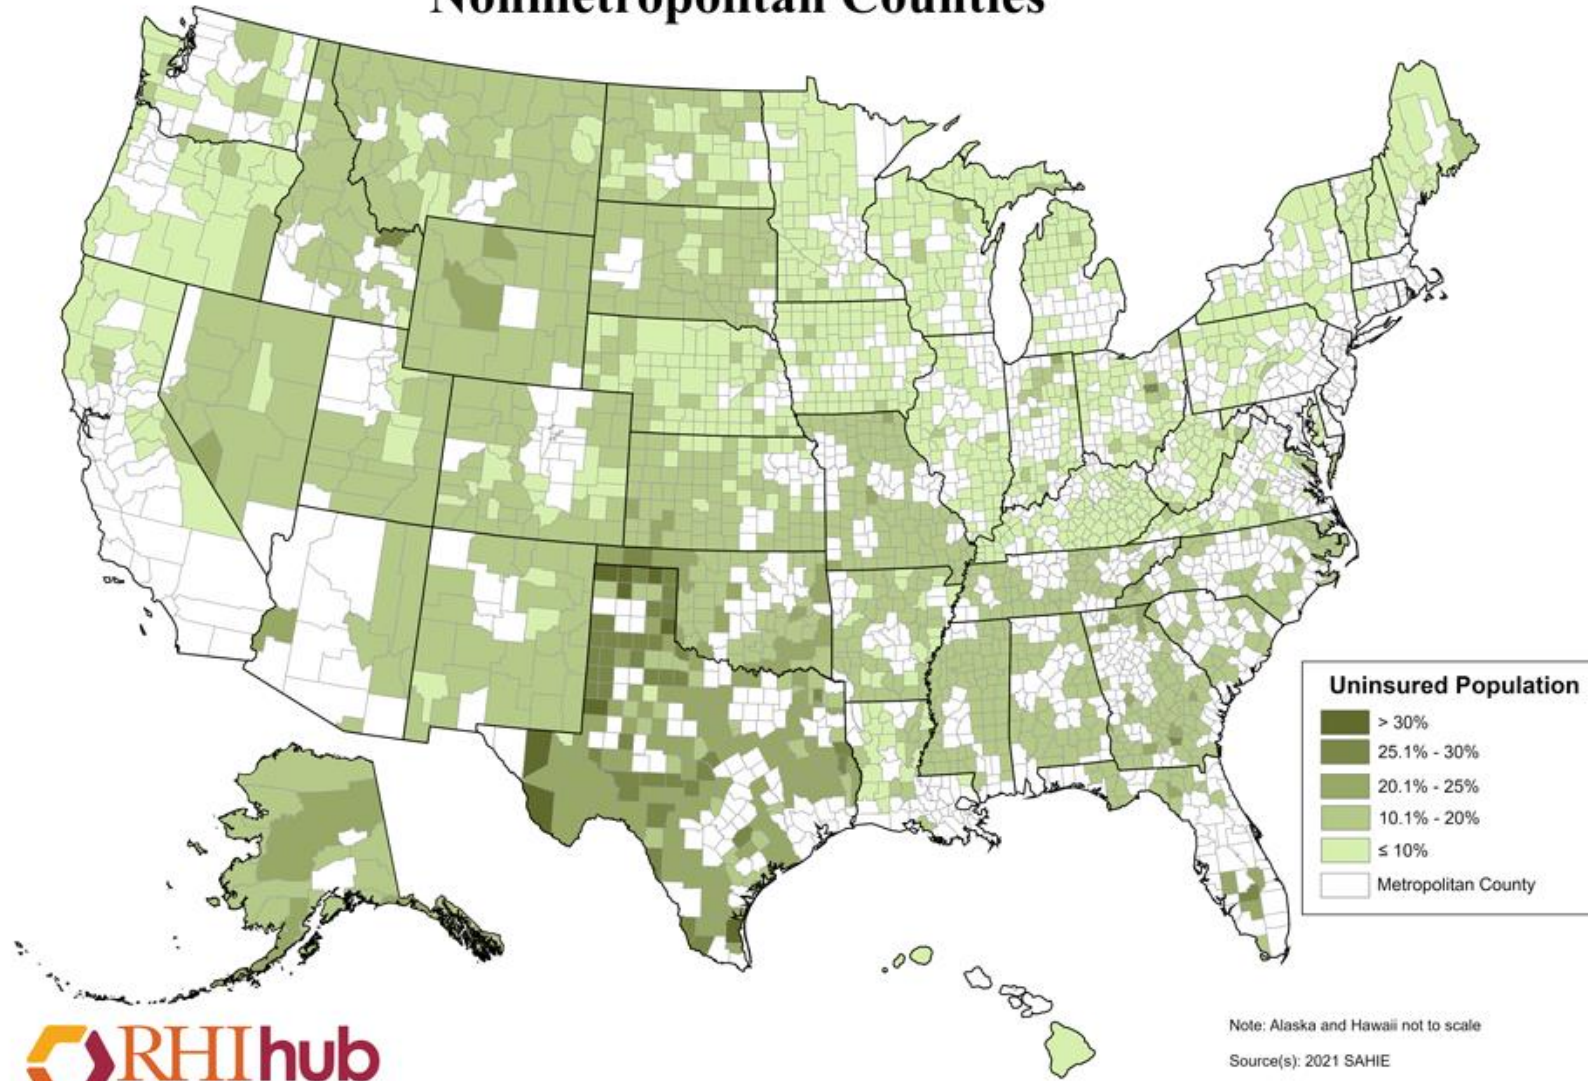 Nonmetropolitan Counties
Uninsured Population
> 30%
25.1% - 30%
20.1% - 25%
10.1% - 20%
≤ 10%
Metropolitan County
Note: Alaska and Hawaii not to scale
Source(s): 2021 SAHIE
RHIhub